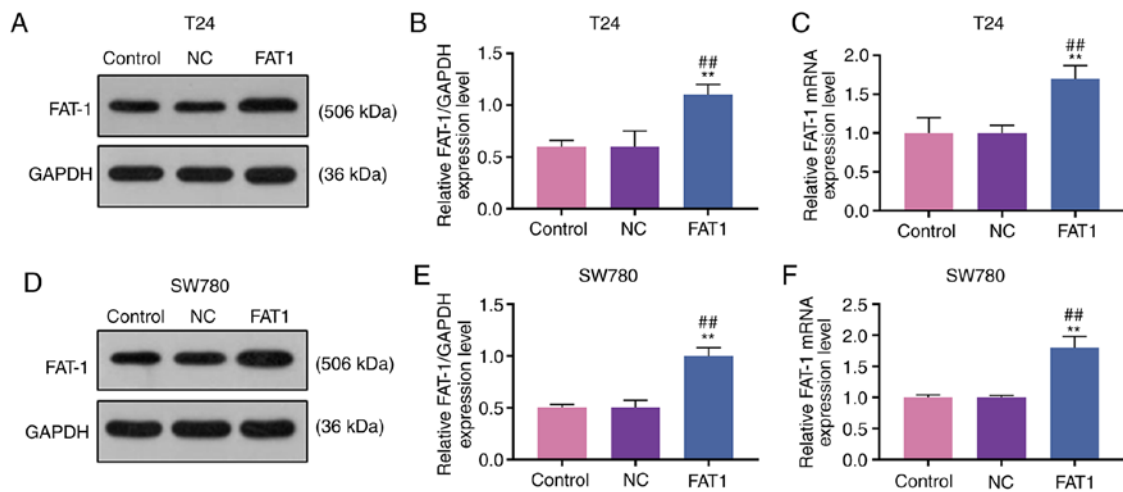 A
T24
Control NC FAT1
FAT-1 (506 kDa)
GAPDH (36 kDa)
B
T24
Relative FAT-1/GAPDH
expression level
1.5
1.0
0.5
0.0
##
**
Control NC FAT1
C
T24
Relative FAT-1 mRNA
expression level
2.0
1.5
1.0
0.5
0.0
##
**
Control NC FAT1
D
SW780
Control NC FAT1
FAT-1 (506 kDa)
GAPDH (36 kDa)
E
SW780
Relative FAT-1/GAPDH
expression level
1.5
1.0
0.5
0.0
##
**
Control NC FAT1
F
SW780
Relative FAT-1 mRNA
expression level
2.5
2.0
1.5
1.0
0.5
0.0
##
**
Control NC FAT1